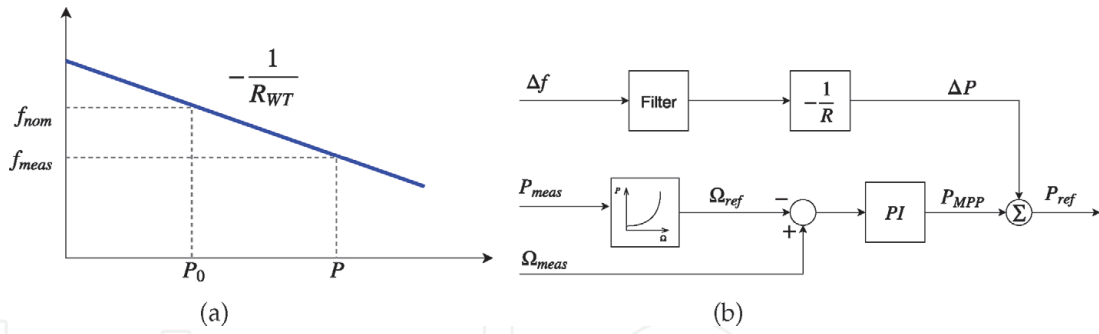 -1/R_WT
f_nom
f_meas
P_0
P
(a)
Δf
Filter
-1/R
ΔP
P_meas
P
Ω
Ω_ref
−
+
PI
P_MPP
Σ
P_ref
Ω_meas
(b)